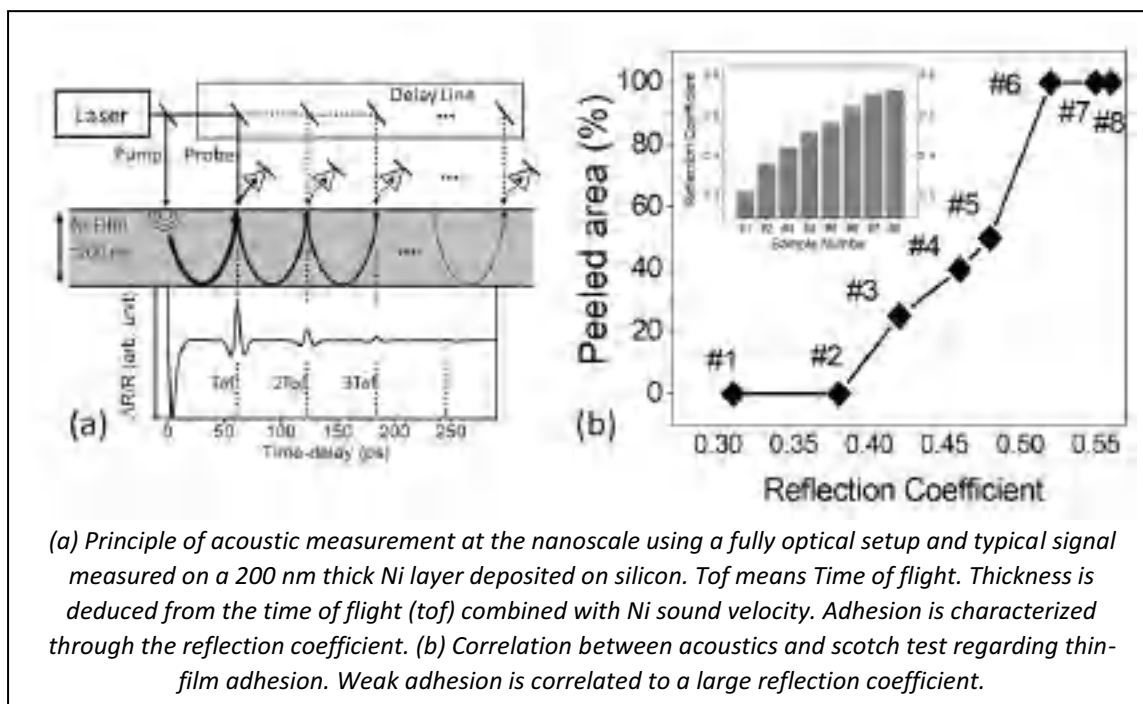 Laser
Delay Line
Pump
Probe
Ni Film
ΔR/R (arb. unit)
Tof
2Tof
3Tof
(a)
0 50 100 150 200 250
Time-delay (ps)
Peeled area (%)
100
80
60
40
20
0
#1
#2
#3
#4
#5
#6
#7
#8
Reflection Coefficient
Sample Number
(b)
0.30 0.35 0.40 0.45 0.50 0.55
Reflection Coefficient
(a) Principle of acoustic measurement at the nanoscale using a fully optical setup and typical signal
measured on a 200 nm thick Ni layer deposited on silicon. Tof means Time of flight. Thickness is
deduced from the time of flight (tof) combined with Ni sound velocity. Adhesion is characterized
through the reflection coefficient. (b) Correlation between acoustics and scotch test regarding thin-
film adhesion. Weak adhesion is correlated to a large reflection coefficient.